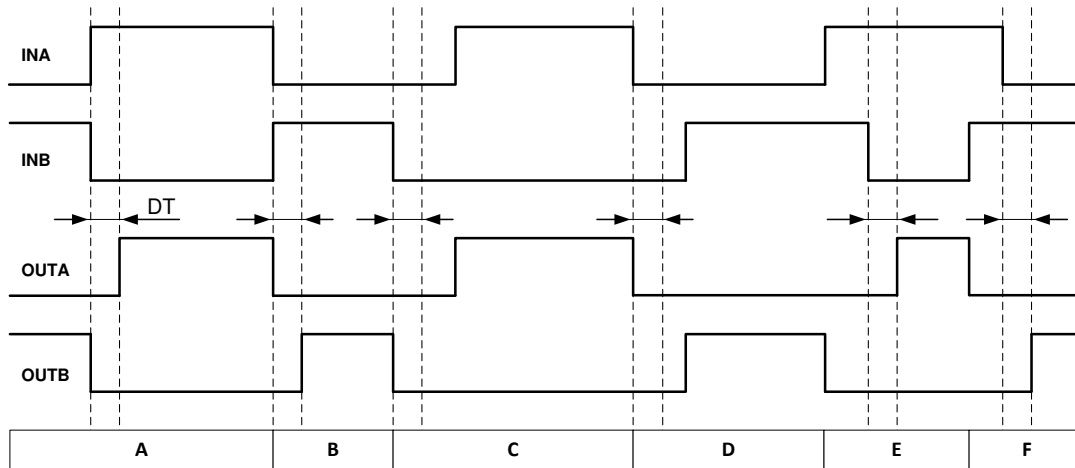 INA
INB
DT
OUTA
OUTB
A B C D E F